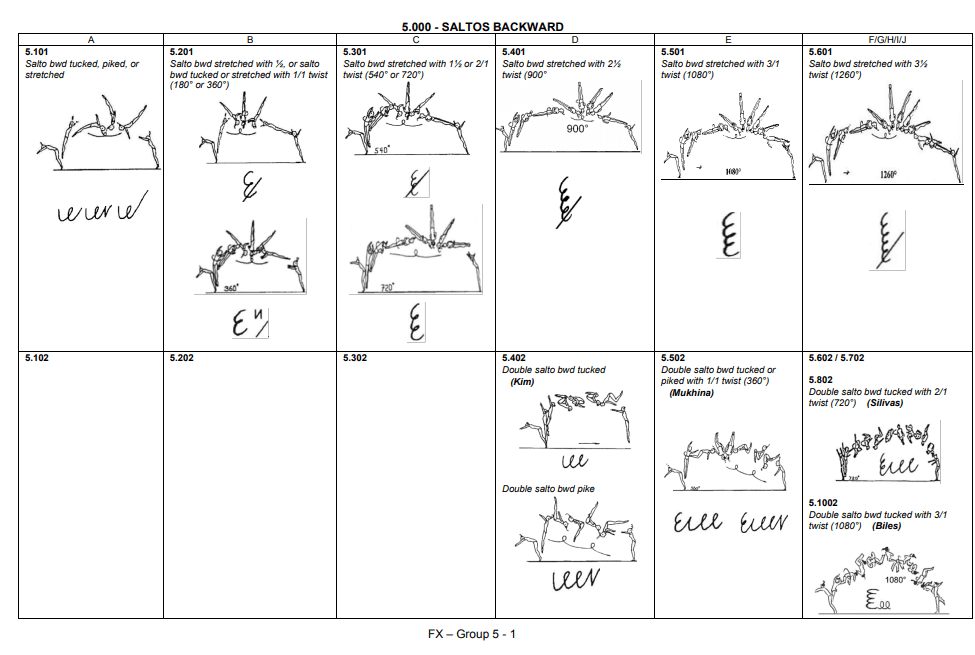 5.000 - SALTOS BACKWARD
A
B
C
D
E
F/G/H/I/J
5.101
Salto bwd tucked, piked, or
stretched
5.201
Salto bwd stretched with ½, or salto
bwd tucked or stretched with 1/1 twist
(180° or 360°)
360°
5.301
Salto bwd stretched with 1½ or 2/1
twist (540° or 720°)
540°
720°
5.401
Salto bwd stretched with 2½
twist (900°
900°
5.501
Salto bwd stretched with 3/1
twist (1080°)
1080°
5.601
Salto bwd stretched with 3½
twist (1260°)
1260°
5.102
5.202
5.302
5.402
Double salto bwd tucked
(Kim)
Double salto bwd pike
5.502
Double salto bwd tucked or
piked with 1/1 twist (360°)
(Mukhina)
5.602 / 5.702
5.802
Double salto bwd tucked with 2/1
twist (720°) (Silivas)
5.1002
Double salto bwd tucked with 3/1
twist (1080°) (Biles)
1080°
FX – Group 5 - 1